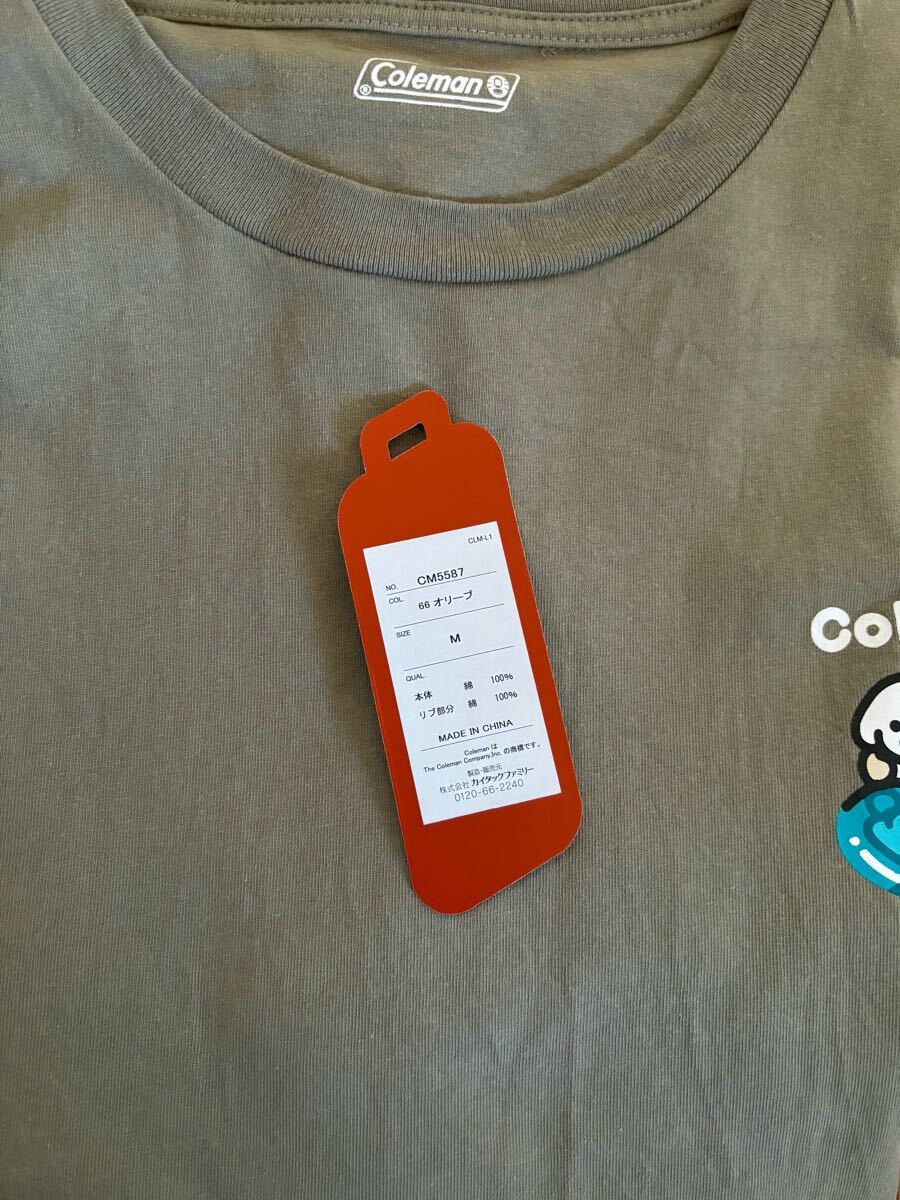 Coleman
®
CLM-L1
NO. CM5587
COL. 66 オリーブ
SIZE M
QUAL.
本体 綿 100%
リブ部分 綿 100%
MADE IN CHINA
Coleman は
The Coleman Company,Inc. の商標です。
製造・販売元
株式会社 カイタックファミリー
0120-66-2240
Col